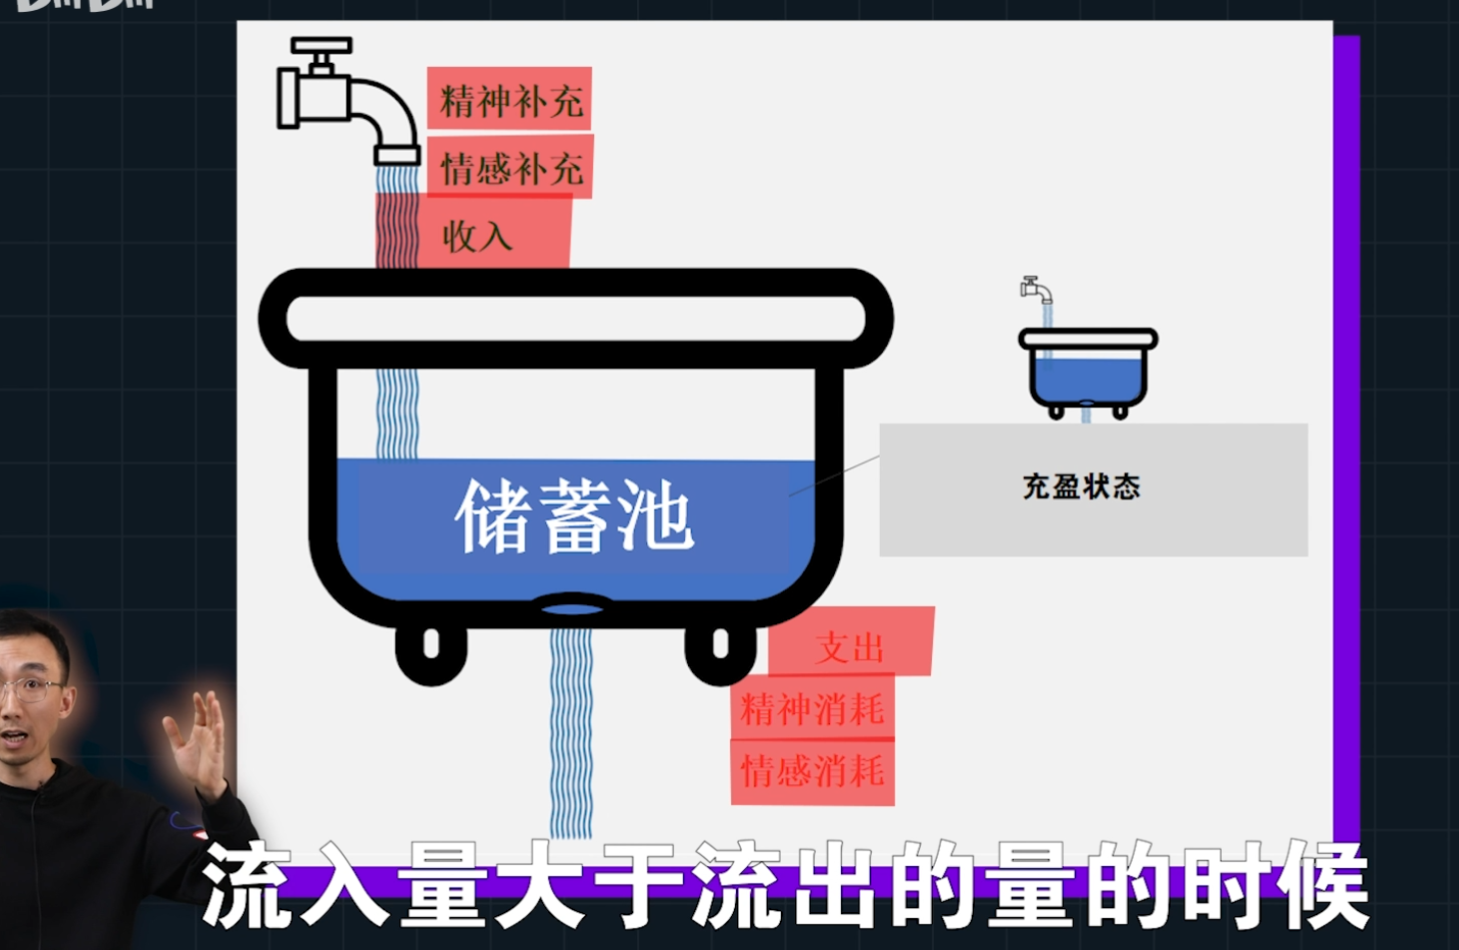 精神补充
情感补充
收入
储蓄池
充盈状态
支出
精神消耗
情感消耗
流入量大于流出的量的时候